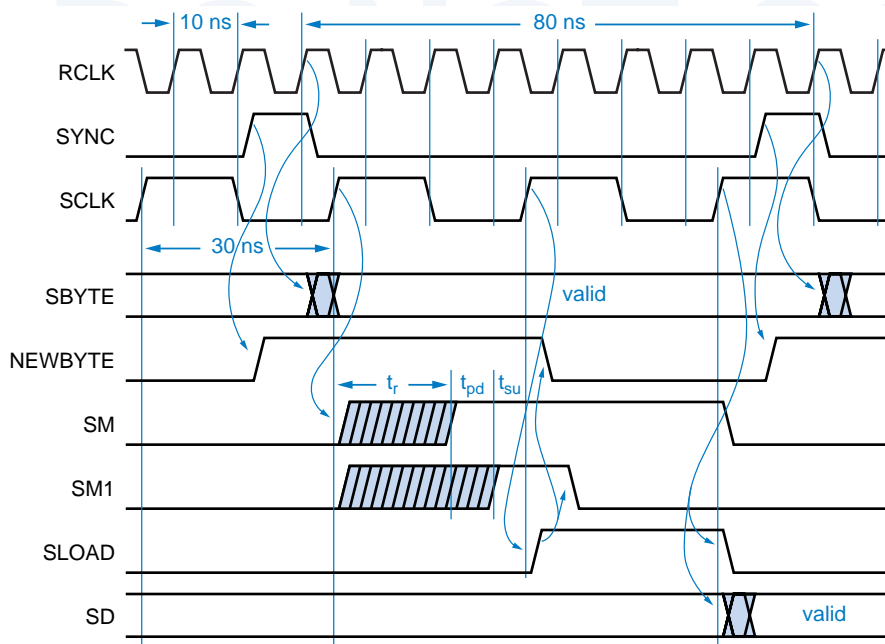 10 ns
80 ns
RCLK
SYNC
SCLK
30 ns
SBYTE
valid
NEWBYTE
tr tpd tsu
SM
SM1
SLOAD
SD
valid